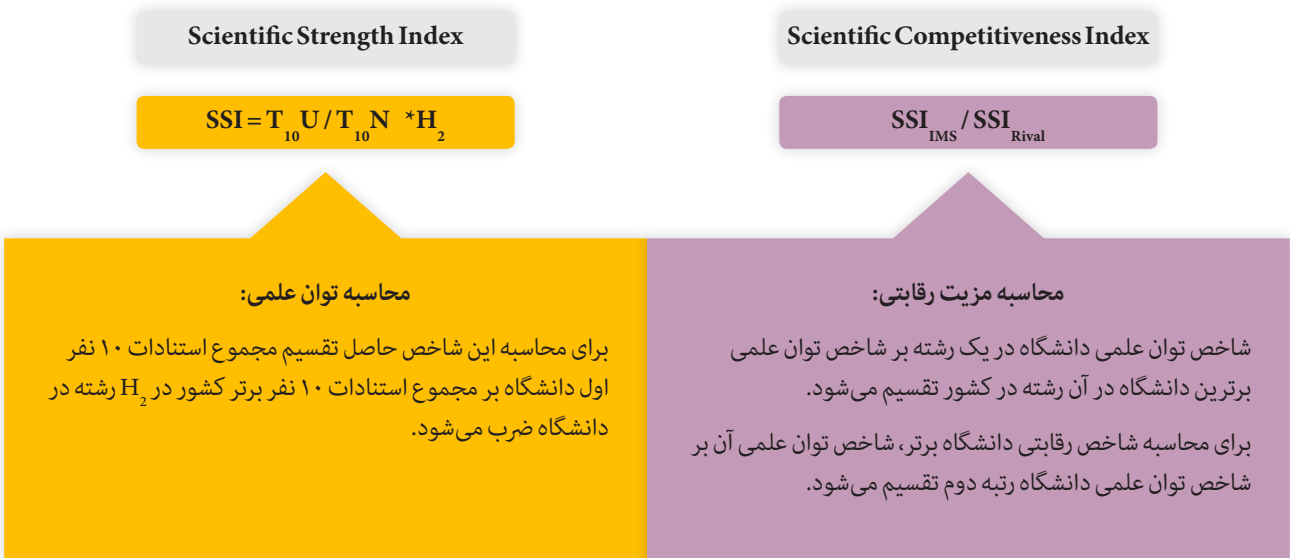 Scientific Strength Index
SSI = T₁₀U / T₁₀N *H₂
محاسبه توان علمی:
برای محاسبه این شاخص حاصل تقسیم مجموع استنادات ۱۰ نفر
اول دانشگاه بر مجموع استنادات ۱۰ نفر برتر کشور در H₂ رشته در
دانشگاه ضرب می‌شود.
Scientific Competitiveness Index
SSI_IMS / SSI_Rival
محاسبه مزیت رقابتی:
شاخص توان علمی دانشگاه در یک رشته بر شاخص توان علمی
برترین دانشگاه در آن رشته در کشور تقسیم می‌شود.
برای محاسبه شاخص رقابتی دانشگاه برتر، شاخص توان علمی آن بر
شاخص توان علمی دانشگاه رتبه دوم تقسیم می‌شود.